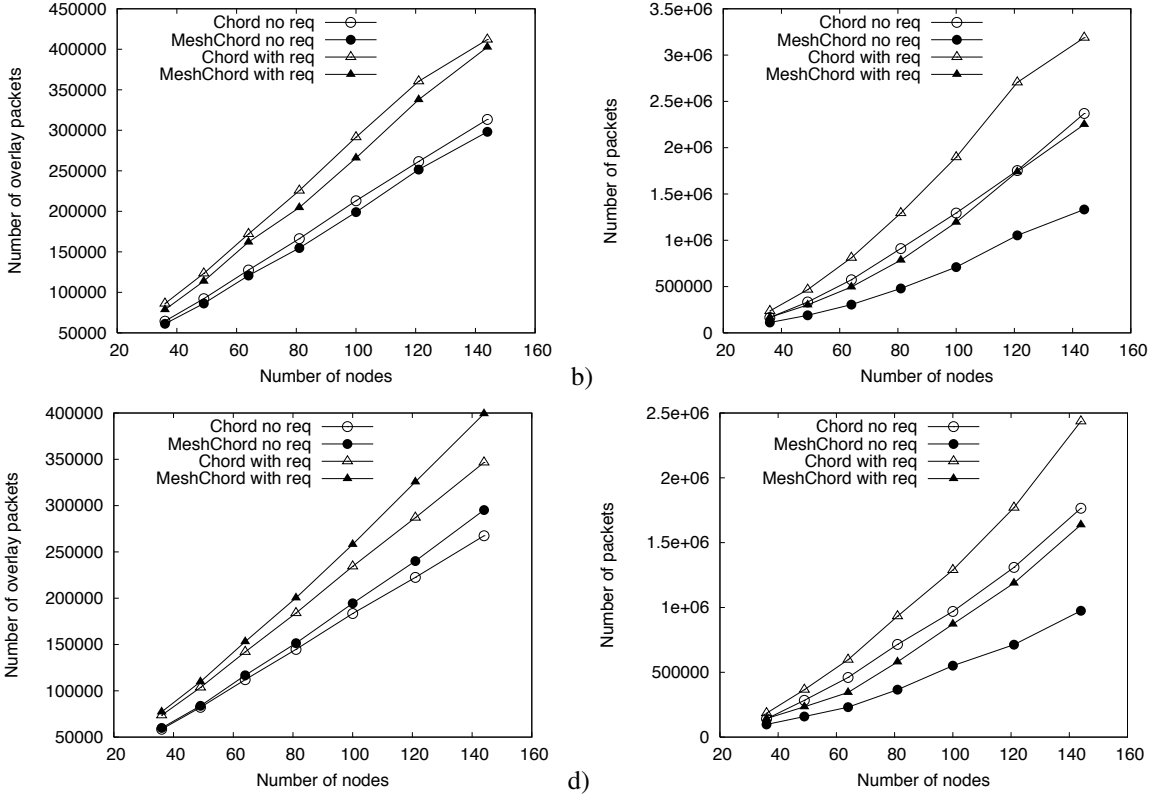 450000
400000
350000
300000
250000
200000
150000
100000
50000
20 40 60 80 100 120 140 160
Number of overlay packets
Number of nodes
Chord no req
MeshChord no req
Chord with req
MeshChord with req
b)
3.5e+06
3e+06
2.5e+06
2e+06
1.5e+06
1e+06
500000
0
20 40 60 80 100 120 140 160
Number of packets
Number of nodes
Chord no req
MeshChord no req
Chord with req
MeshChord with req
400000
350000
300000
250000
200000
150000
100000
50000
20 40 60 80 100 120 140 160
Number of overlay packets
Number of nodes
Chord no req
MeshChord no req
Chord with req
MeshChord with req
d)
2.5e+06
2e+06
1.5e+06
1e+06
500000
0
20 40 60 80 100 120 140 160
Number of packets
Number of nodes
Chord no req
MeshChord no req
Chord with req
MeshChord with req